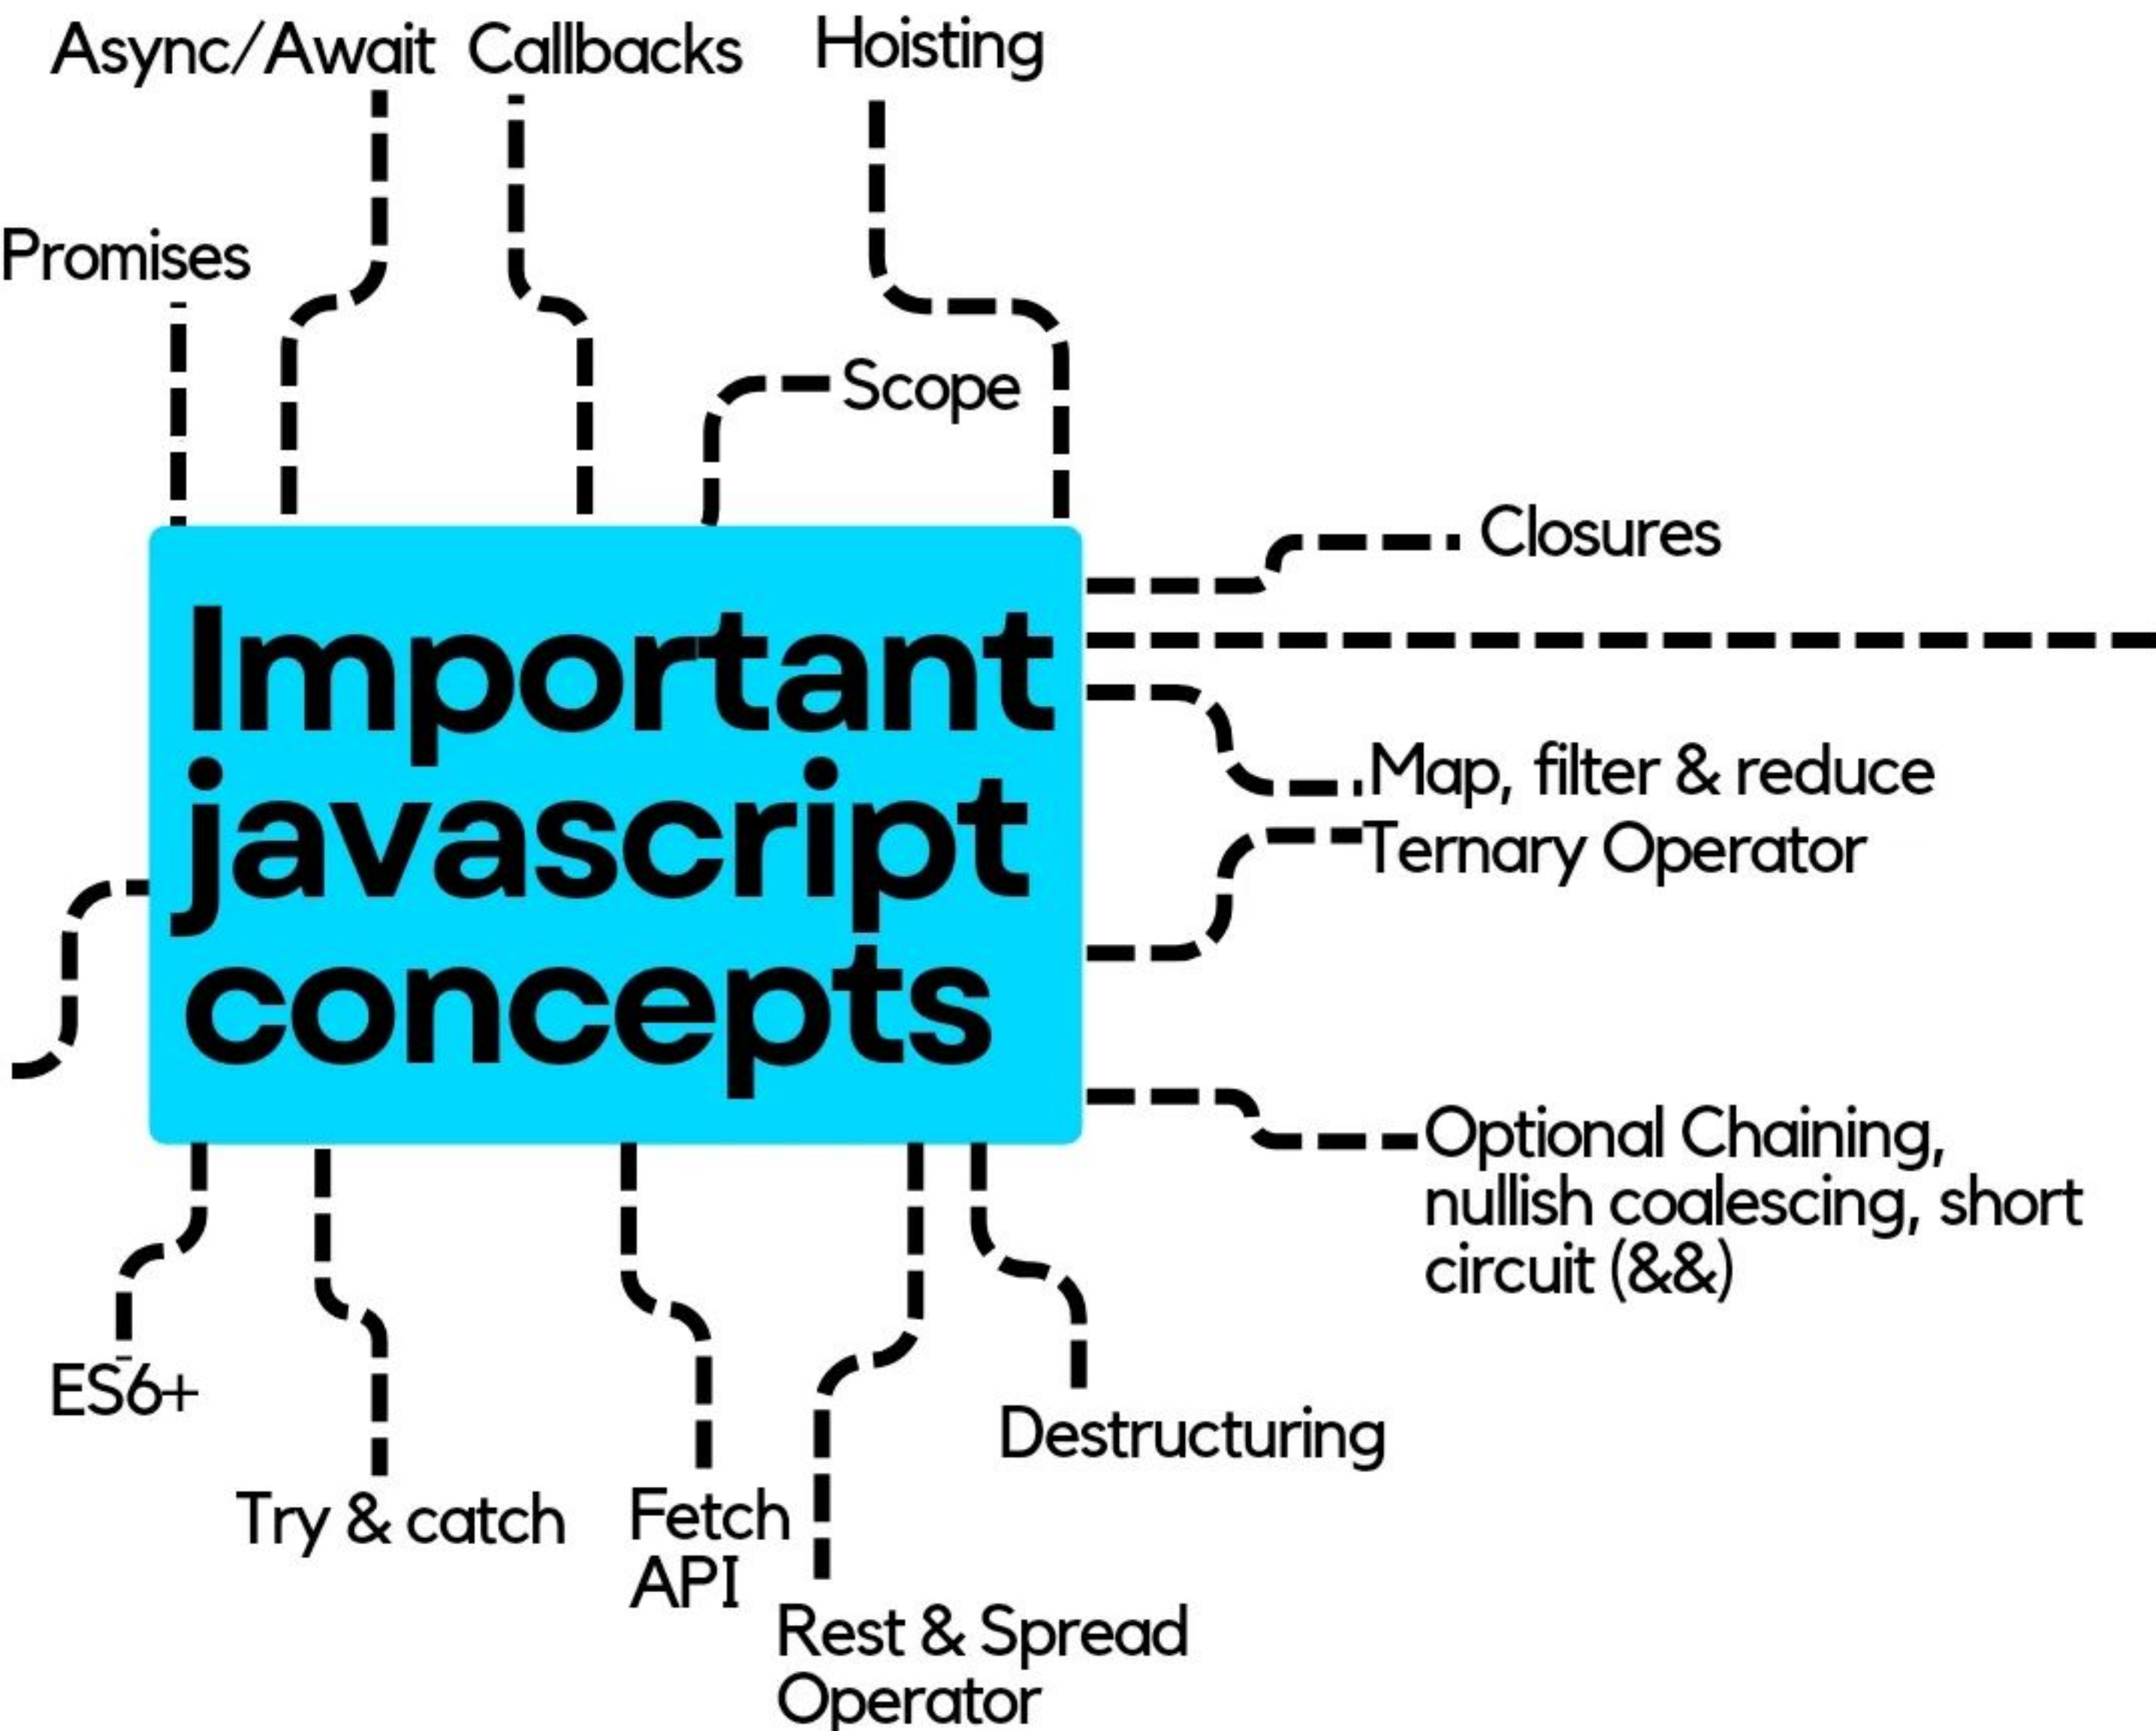 Async/Await
Callbacks
Hoisting
Promises
Scope
Closures
Important
javascript
concepts
Map, filter & reduce
Ternary Operator
Optional Chaining,
nullish coalescing, short
circuit (&&)
ES6+
Destructuring
Try & catch
Fetch
API
Rest & Spread
Operator